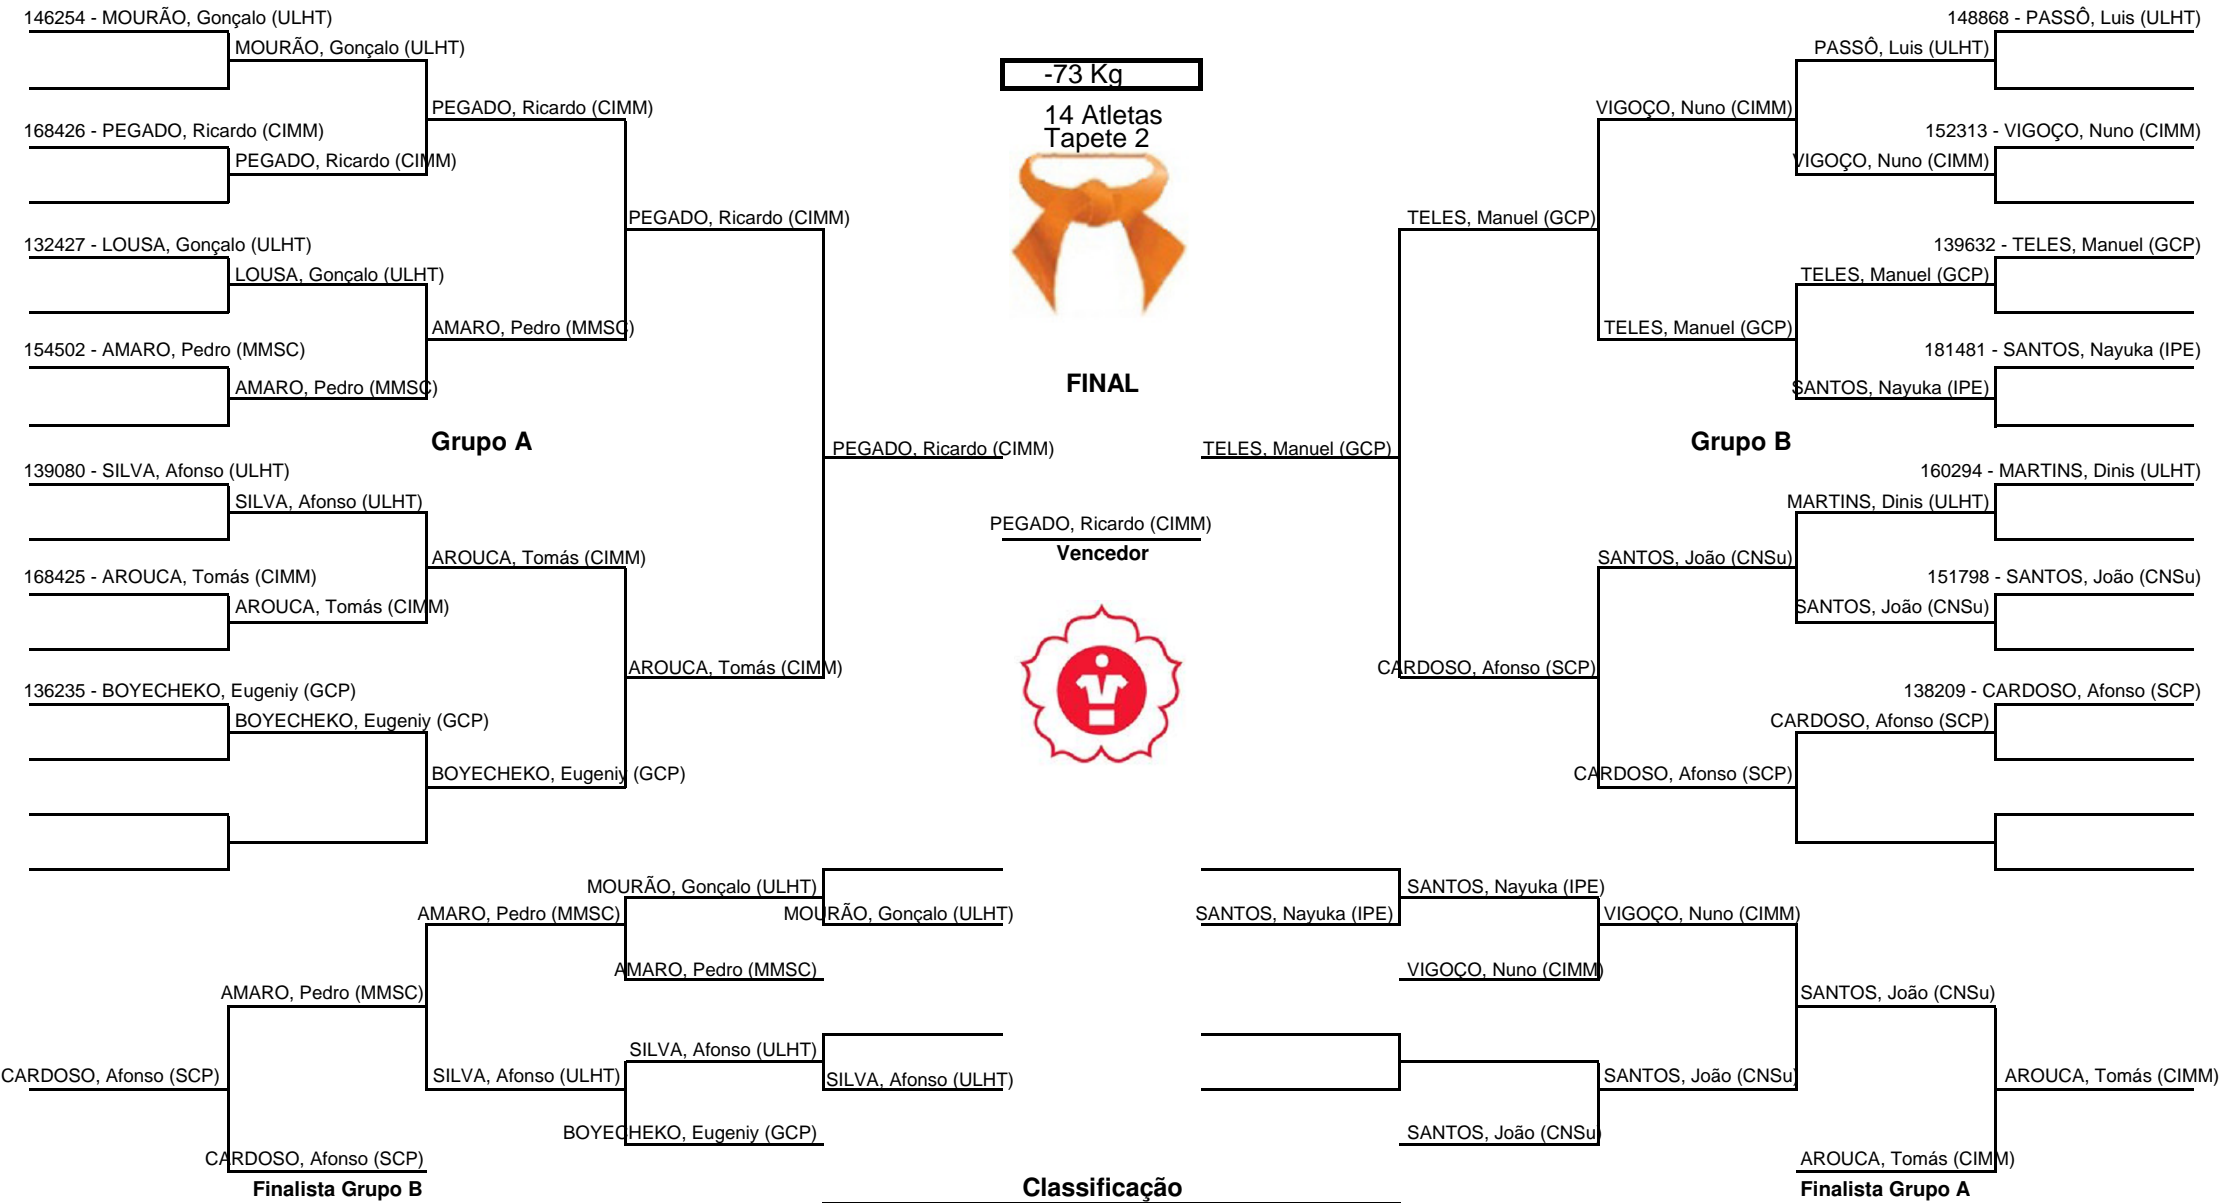 146254 - MOURÃO, Gonçalo (ULHT)
MOURÃO, Gonçalo (ULHT)
PEGADO, Ricardo (CIMM)
168426 - PEGADO, Ricardo (CIMM)
PEGADO, Ricardo (CIMM)
PEGADO, Ricardo (CIMM)
132427 - LOUSA, Gonçalo (ULHT)
LOUSA, Gonçalo (ULHT)
AMARO, Pedro (MMSC)
154502 - AMARO, Pedro (MMSC)
AMARO, Pedro (MMSC)
Grupo A
PEGADO, Ricardo (CIMM)
139080 - SILVA, Afonso (ULHT)
SILVA, Afonso (ULHT)
AROUCA, Tomás (CIMM)
168425 - AROUCA, Tomás (CIMM)
AROUCA, Tomás (CIMM)
AROUCA, Tomás (CIMM)
136235 - BOYECHEKO, Eugeniy (GCP)
BOYECHEKO, Eugeniy (GCP)
BOYECHEKO, Eugeniy (GCP)
-73 Kg
14 Atletas
Tapete 2
FINAL
PEGADO, Ricardo (CIMM)
Vencedor
148868 - PASSÔ, Luis (ULHT)
PASSÔ, Luis (ULHT)
VIGOÇO, Nuno (CIMM)
152313 - VIGOÇO, Nuno (CIMM)
VIGOÇO, Nuno (CIMM)
TELES, Manuel (GCP)
139632 - TELES, Manuel (GCP)
TELES, Manuel (GCP)
TELES, Manuel (GCP)
181481 - SANTOS, Nayuka (IPE)
SANTOS, Nayuka (IPE)
Grupo B
TELES, Manuel (GCP)
160294 - MARTINS, Dinis (ULHT)
MARTINS, Dinis (ULHT)
SANTOS, João (CNSu)
151798 - SANTOS, João (CNSu)
SANTOS, João (CNSu)
CARDOSO, Afonso (SCP)
138209 - CARDOSO, Afonso (SCP)
CARDOSO, Afonso (SCP)
CARDOSO, Afonso (SCP)
MOURÃO, Gonçalo (ULHT)
AMARO, Pedro (MMSC)
MOURÃO, Gonçalo (ULHT)
AMARO, Pedro (MMSC)
AMARO, Pedro (MMSC)
SILVA, Afonso (ULHT)
CARDOSO, Afonso (SCP)
SILVA, Afonso (ULHT)
SILVA, Afonso (ULHT)
BOYECHEKO, Eugeniy (GCP)
CARDOSO, Afonso (SCP)
Finalista Grupo B
SANTOS, Nayuka (IPE)
SANTOS, Nayuka (IPE)
VIGOÇO, Nuno (CIMM)
VIGOÇO, Nuno (CIMM)
SANTOS, João (CNSu)
SANTOS, João (CNSu)
AROUCA, Tomás (CIMM)
SANTOS, João (CNSu)
AROUCA, Tomás (CIMM)
Finalista Grupo A
Classificação